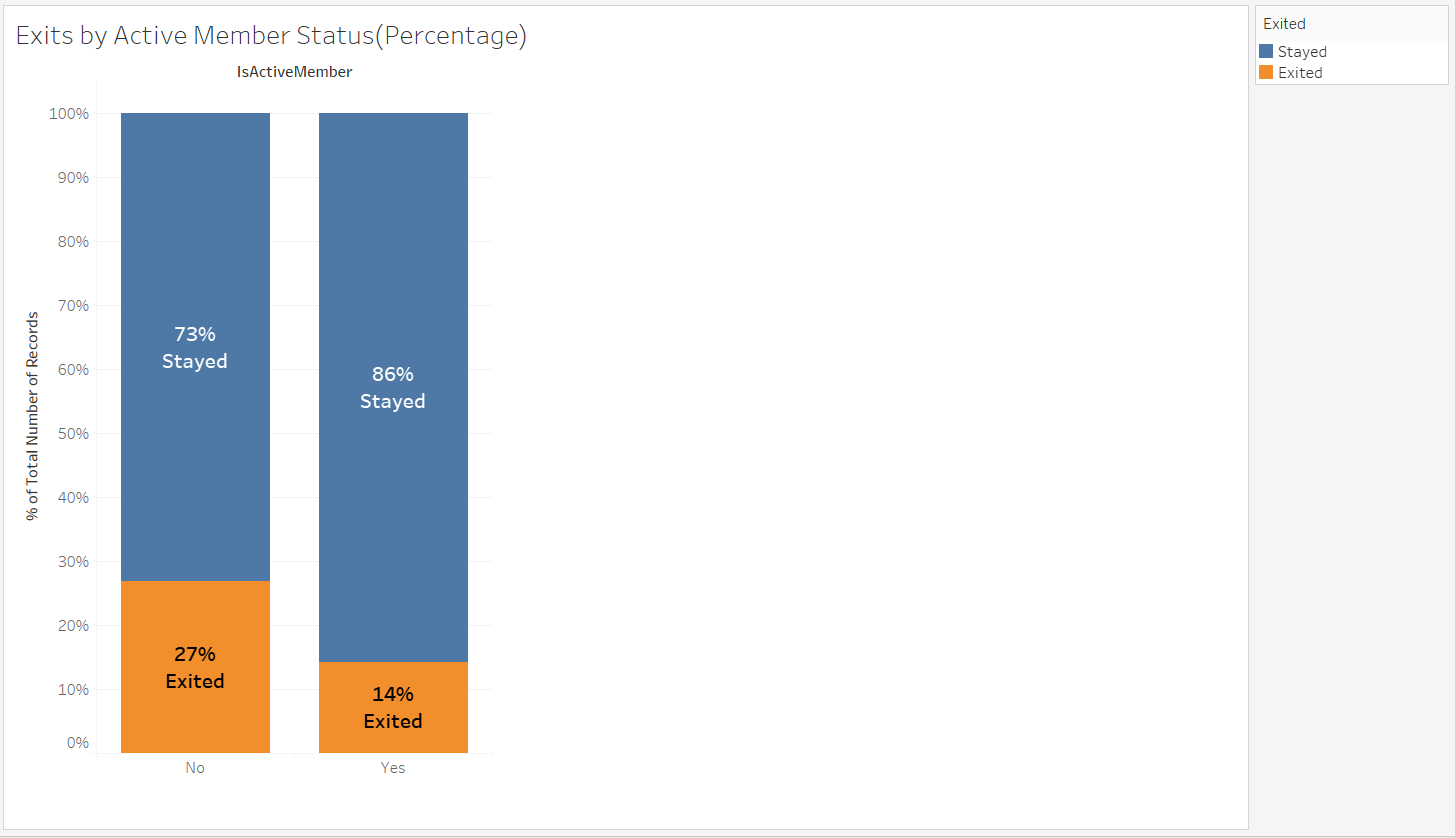 Exits by Active Member Status(Percentage)
IsActiveMember
% of Total Number of Records
100%
90%
80%
70%
60%
50%
40%
30%
20%
10%
0%
73%
Stayed
27%
Exited
86%
Stayed
14%
Exited
No
Yes
Exited
Stayed
Exited